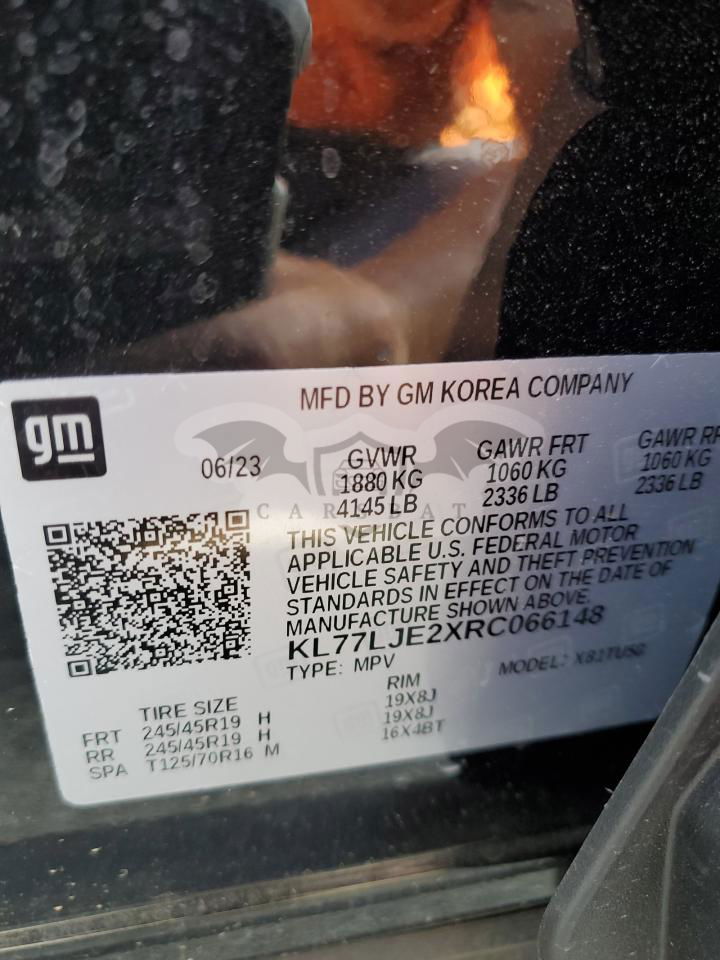 gm
MFD BY GM KOREA COMPANY
06/23
GVWR GAWR FRT GAWR RR
1880 KG 1060 KG 1060 KG
4145 LB 2336 LB 2336 LB
THIS VEHICLE CONFORMS TO ALL
APPLICABLE U.S. FEDERAL MOTOR
VEHICLE SAFETY AND THEFT PREVENTION
STANDARDS IN EFFECT ON THE DATE OF
MANUFACTURE SHOWN ABOVE.
KL77LJE2XRC066148
TYPE: MPV MODEL:
TIRE SIZE RIM
FRT 245/45R19 H 19X8J
RR 245/45R19 H 19X8J
SPA T125/70R16 M 16X4BT